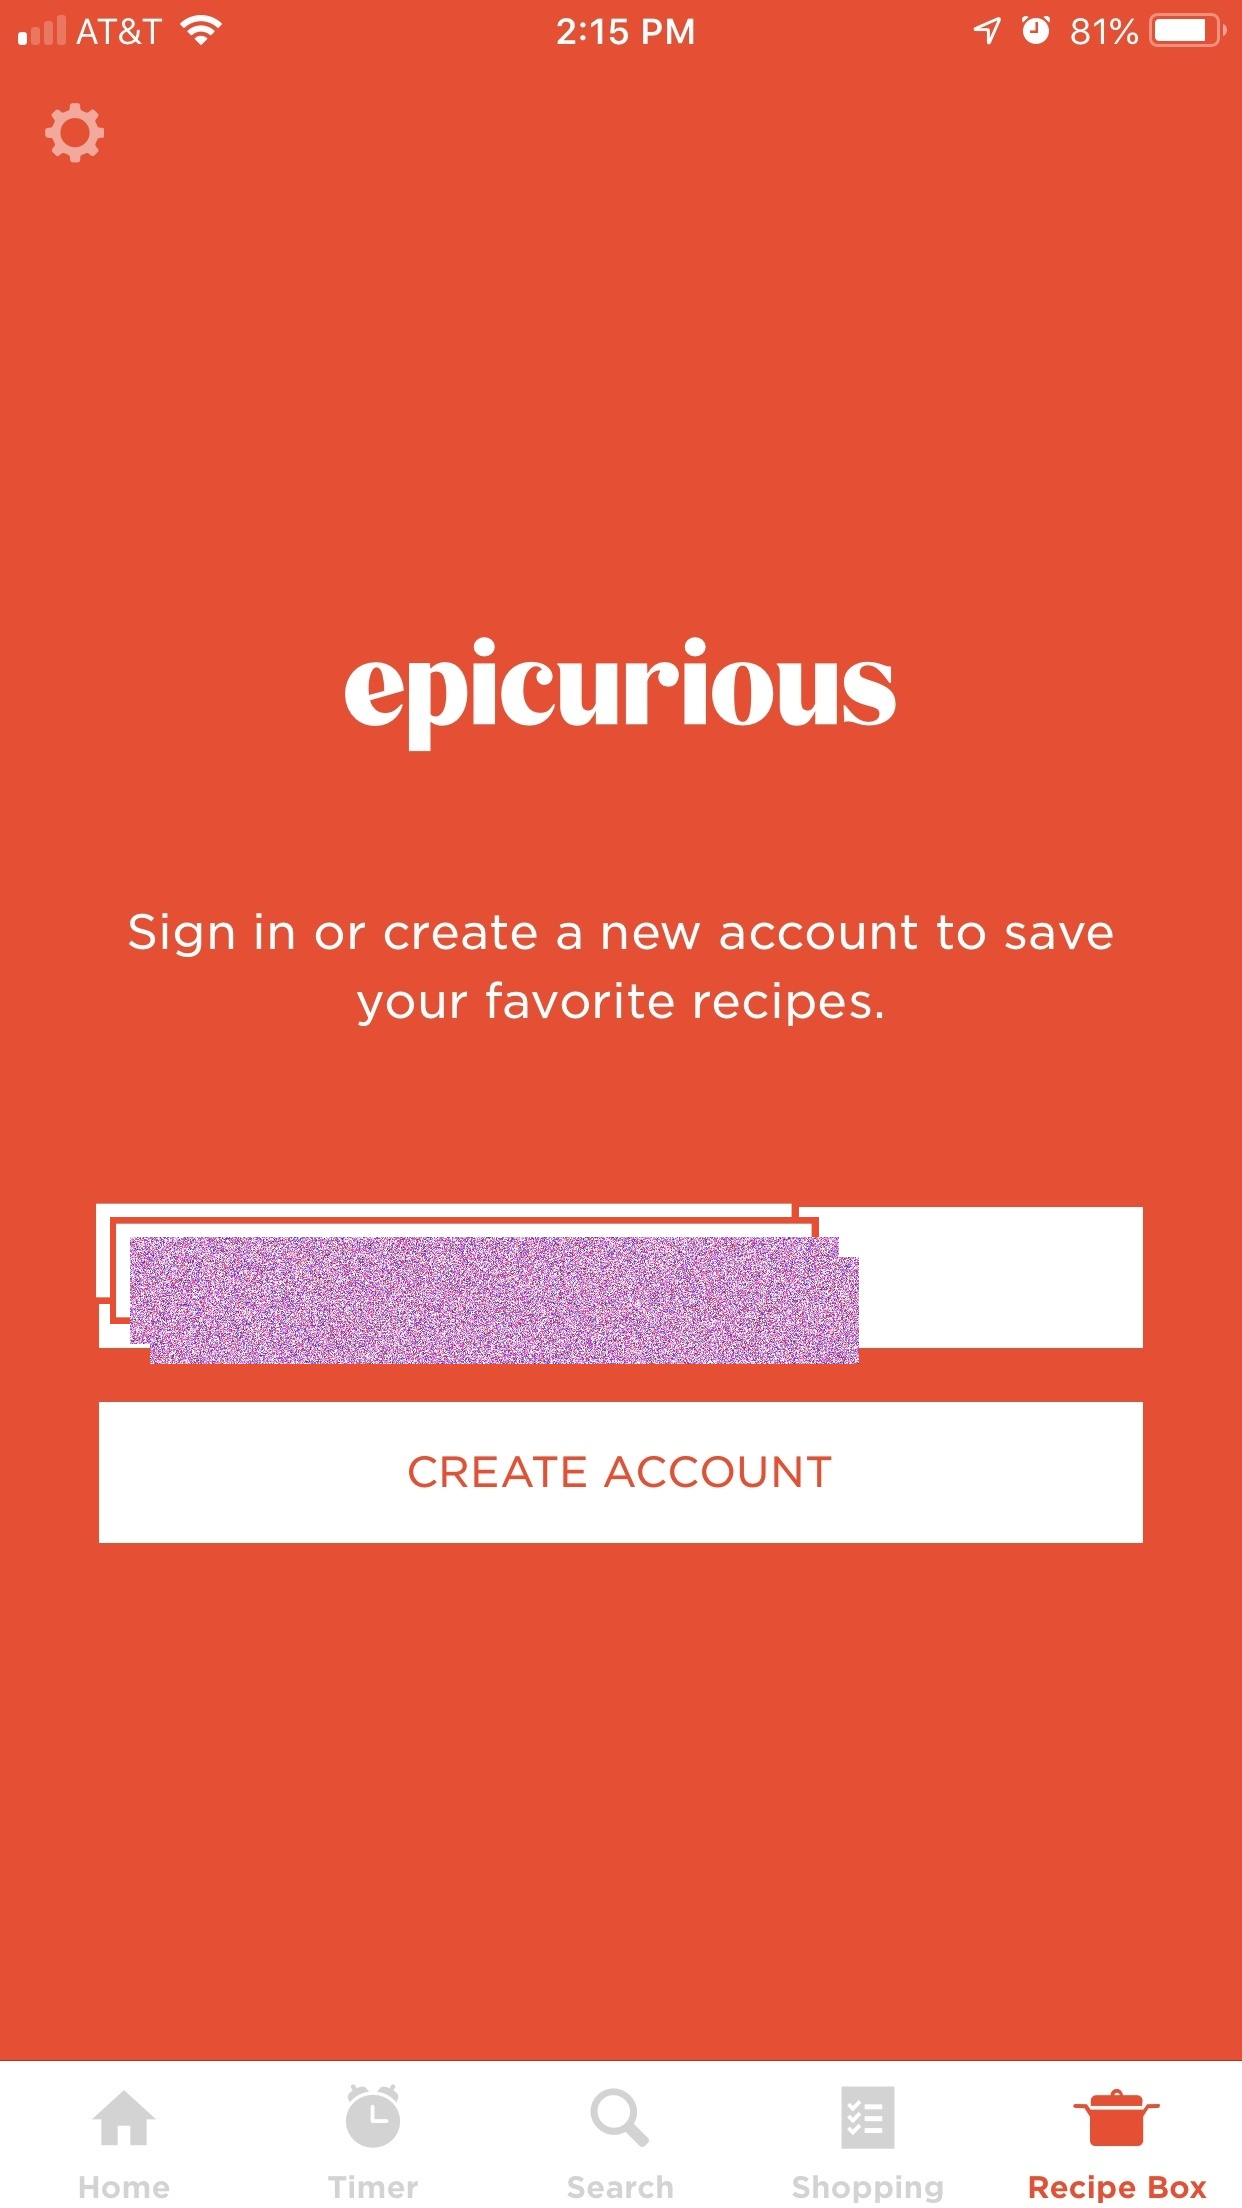 AT&T 2:15 PM 81%
epicurious
Sign in or create a new account to save
your favorite recipes.
CREATE ACCOUNT
Home Timer Search Shopping Recipe Box